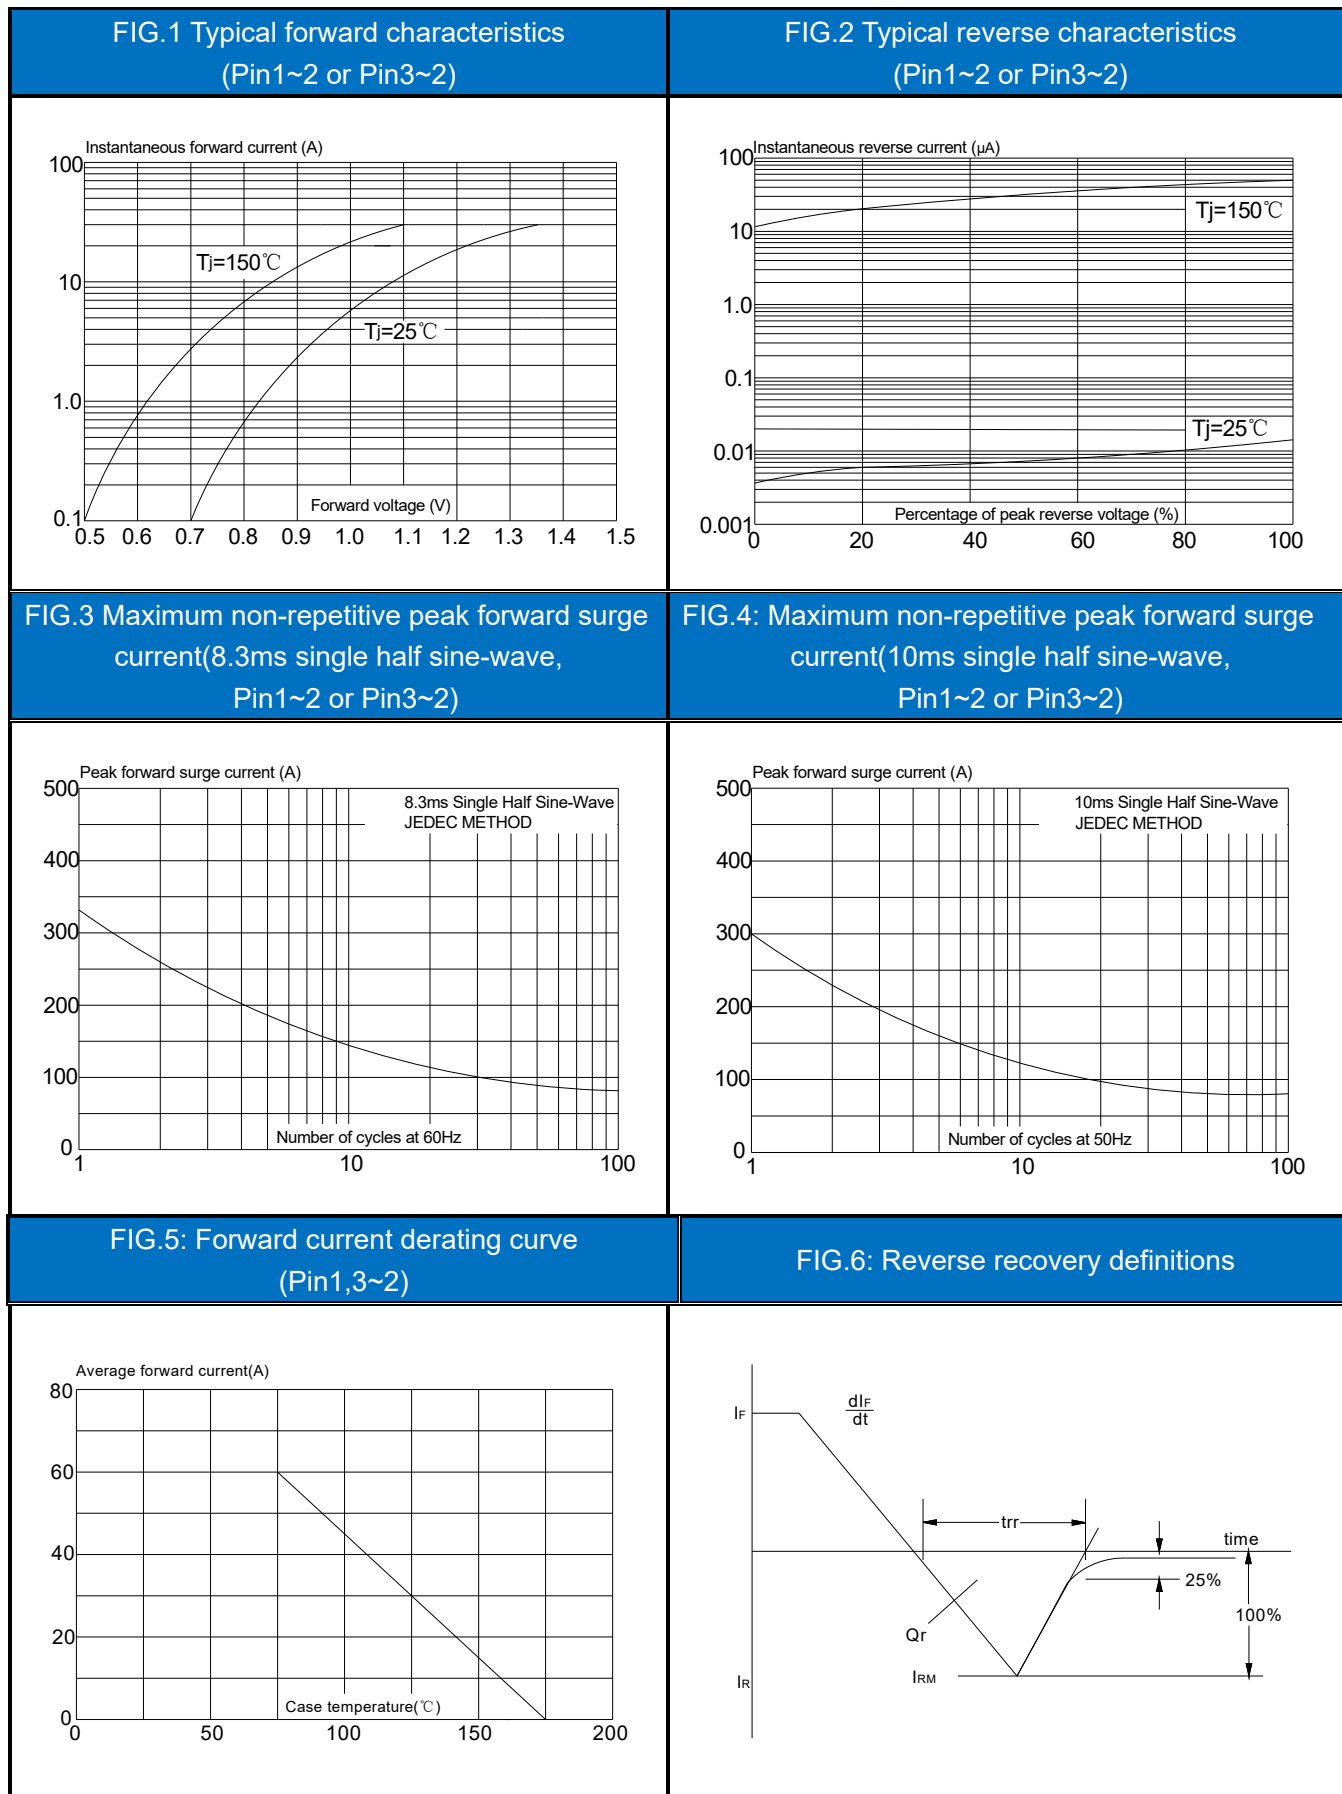 FIG.1 Typical forward characteristics
(Pin1~2 or Pin3~2)
FIG.2 Typical reverse characteristics
(Pin1~2 or Pin3~2)
Instantaneous forward current (A)
100
10
1.0
0.1
Tj=150℃
Tj=25℃
Forward voltage (V)
0.5 0.6 0.7 0.8 0.9 1.0 1.1 1.2 1.3 1.4 1.5
Instantaneous reverse current (μA)
100
10
1.0
0.1
0.01
0.001
Tj=150℃
Tj=25℃
Percentage of peak reverse voltage (%)
0 20 40 60 80 100
FIG.3 Maximum non-repetitive peak forward surge
current(8.3ms single half sine-wave,
Pin1~2 or Pin3~2)
FIG.4: Maximum non-repetitive peak forward surge
current(10ms single half sine-wave,
Pin1~2 or Pin3~2)
Peak forward surge current (A)
500
400
300
200
100
0
8.3ms Single Half Sine-Wave
JEDEC METHOD
Number of cycles at 60Hz
1 10 100
Peak forward surge current (A)
500
400
300
200
100
0
10ms Single Half Sine-Wave
JEDEC METHOD
Number of cycles at 50Hz
1 10 100
FIG.5: Forward current derating curve
(Pin1,3~2)
FIG.6: Reverse recovery definitions
Average forward current(A)
80
60
40
20
0
Case temperature(℃)
0 50 100 150 200
IF
dIF
dt
trr
time
25%
100%
Qr
IRM
IR